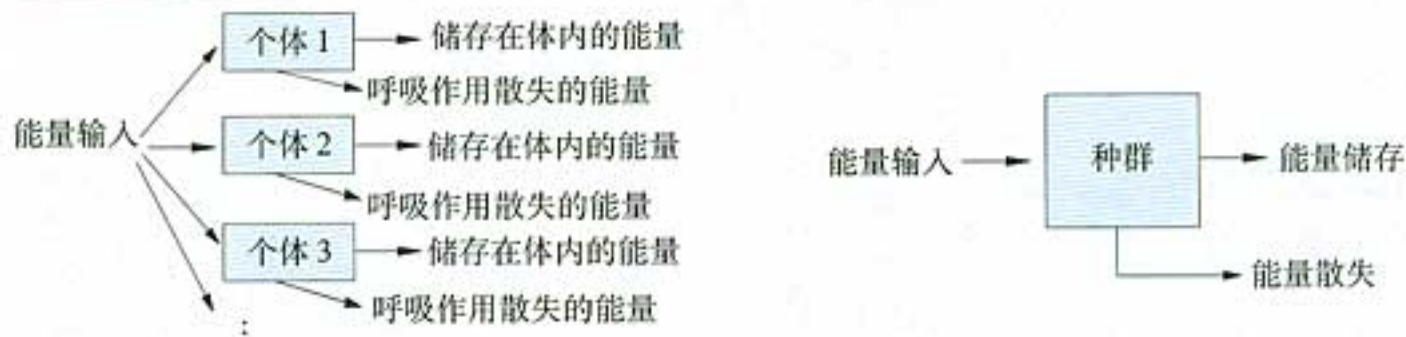 个体1
储存在体内的能量
呼吸作用散失的能量
能量输入
个体2
储存在体内的能量
呼吸作用散失的能量
个体3
储存在体内的能量
呼吸作用散失的能量
:
能量输入
种群
能量储存
能量散失